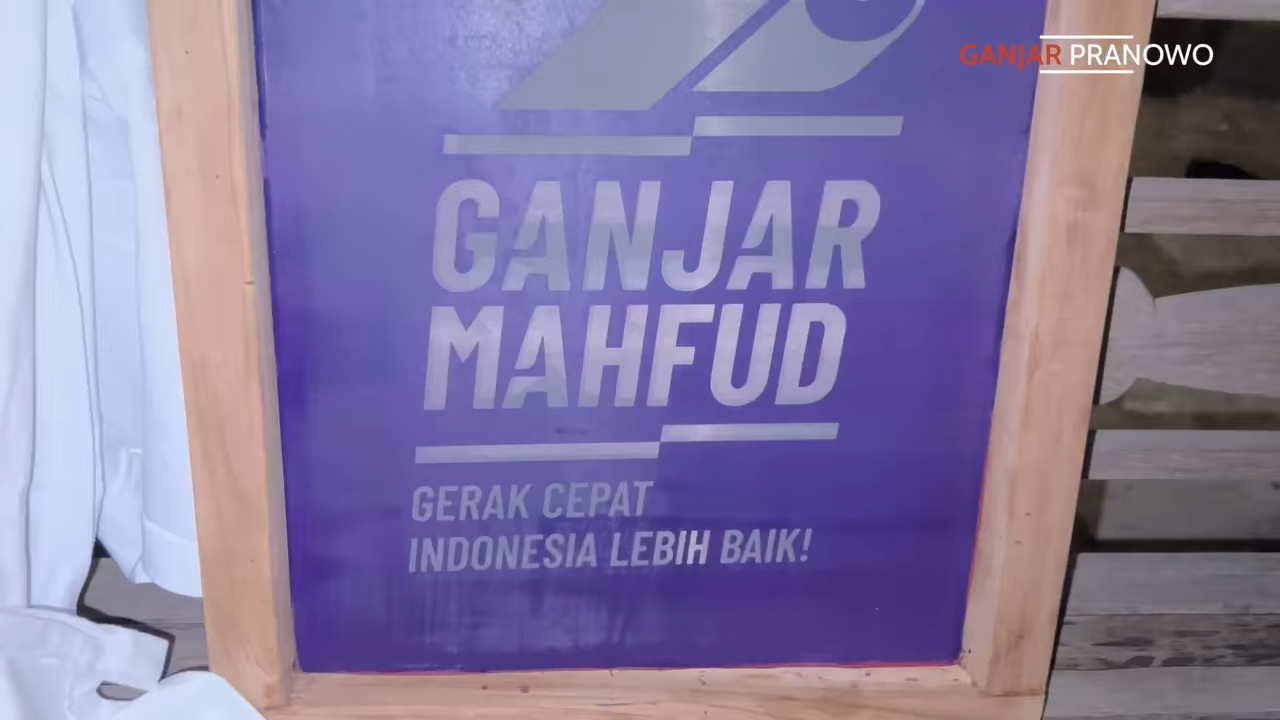 GANJAR PRANOWO
GANJAR
MAHFUD
GERAK CEPAT
INDONESIA LEBIH BAIK!